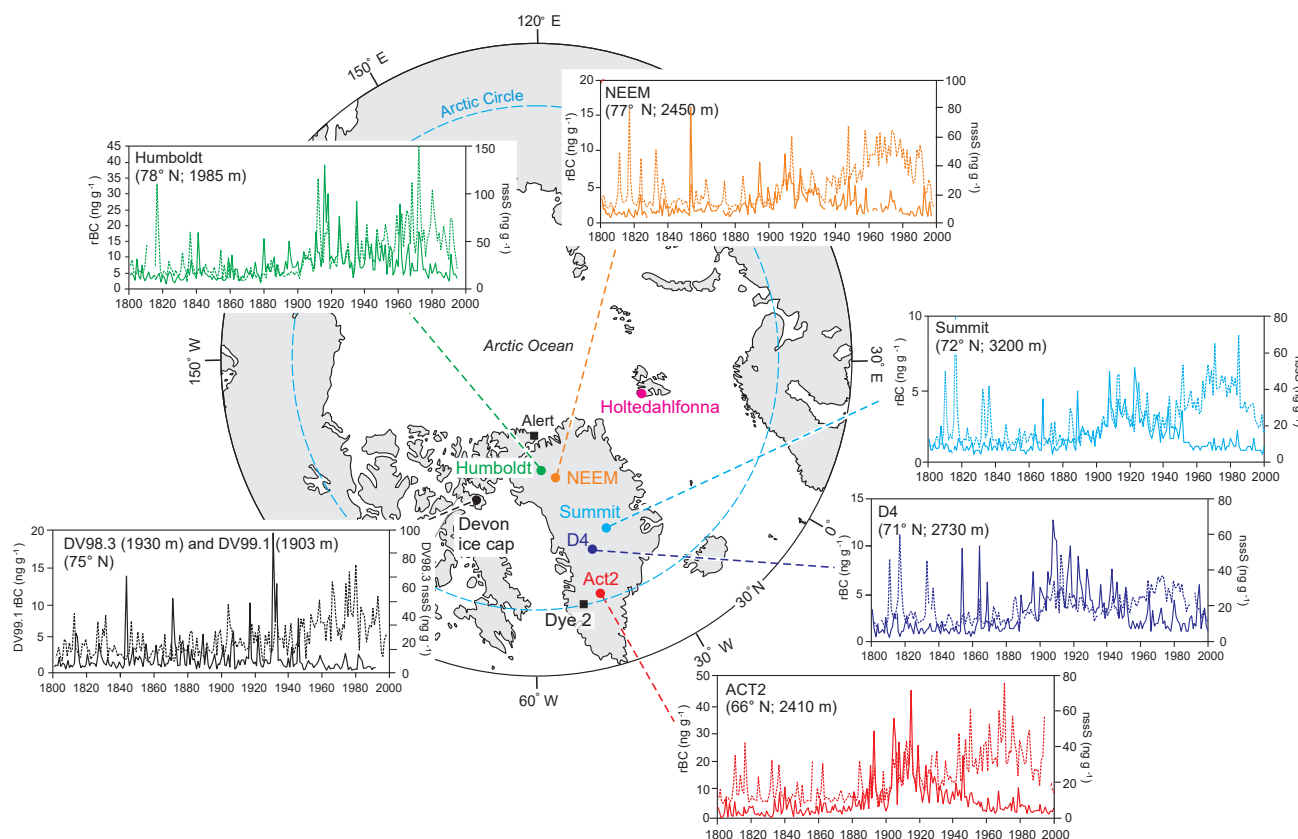 120° E
150° E
Arctic Circle
NEEM
(77° N; 2450 m)
rBC (ng g⁻¹)
nssS (ng g⁻¹)
20
15
10
5
0
100
80
60
40
20
0
1800 1820 1840 1860 1880 1900 1920 1940 1960 1980 2000
Humboldt
(78° N; 1985 m)
rBC (ng g⁻¹)
nssS (ng g⁻¹)
45
40
35
30
25
20
15
10
5
0
150
100
50
0
1800 1820 1840 1860 1880 1900 1920 1940 1960 1980 2000
150° W
Arctic Ocean
30° E
Holtedahlfonna
Alert
Humboldt
NEEM
Devon
ice cap
Summit
D4
Act2
Dye 2
0°
30° N
30° W
60° W
Summit
(72° N; 3200 m)
rBC (ng g⁻¹)
nssS (ng g⁻¹)
10
5
0
80
60
40
20
0
1800 1820 1840 1860 1880 1900 1920 1940 1960 1980 2000
D4
(71° N; 2730 m)
rBC (ng g⁻¹)
nssS (ng g⁻¹)
15
10
5
0
80
60
40
20
0
1800 1820 1840 1860 1880 1900 1920 1940 1960 1980 2000
DV98.3 (1930 m) and DV99.1 (1903 m)
(75° N)
DV99.1 rBC (ng g⁻¹)
DV98.3 nssS (ng g⁻¹)
20
15
10
5
0
100
80
60
40
20
0
1800 1820 1840 1860 1880 1900 1920 1940 1960 1980 2000
ACT2
(66° N; 2410 m)
rBC (ng g⁻¹)
nssS (ng g⁻¹)
50
40
30
20
10
0
80
60
40
20
0
1800 1820 1840 1860 1880 1900 1920 1940 1960 1980 2000